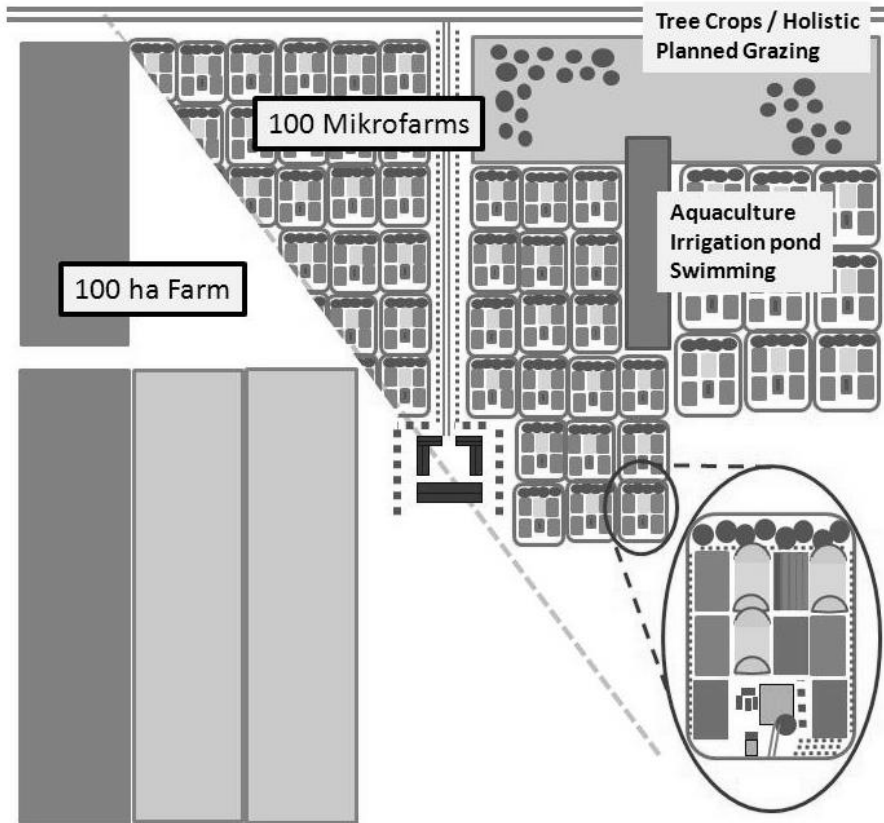 Tree Crops / Holistic
Planned Grazing
100 Mikrofarms
Aquaculture
Irrigation pond
Swimming
100 ha Farm